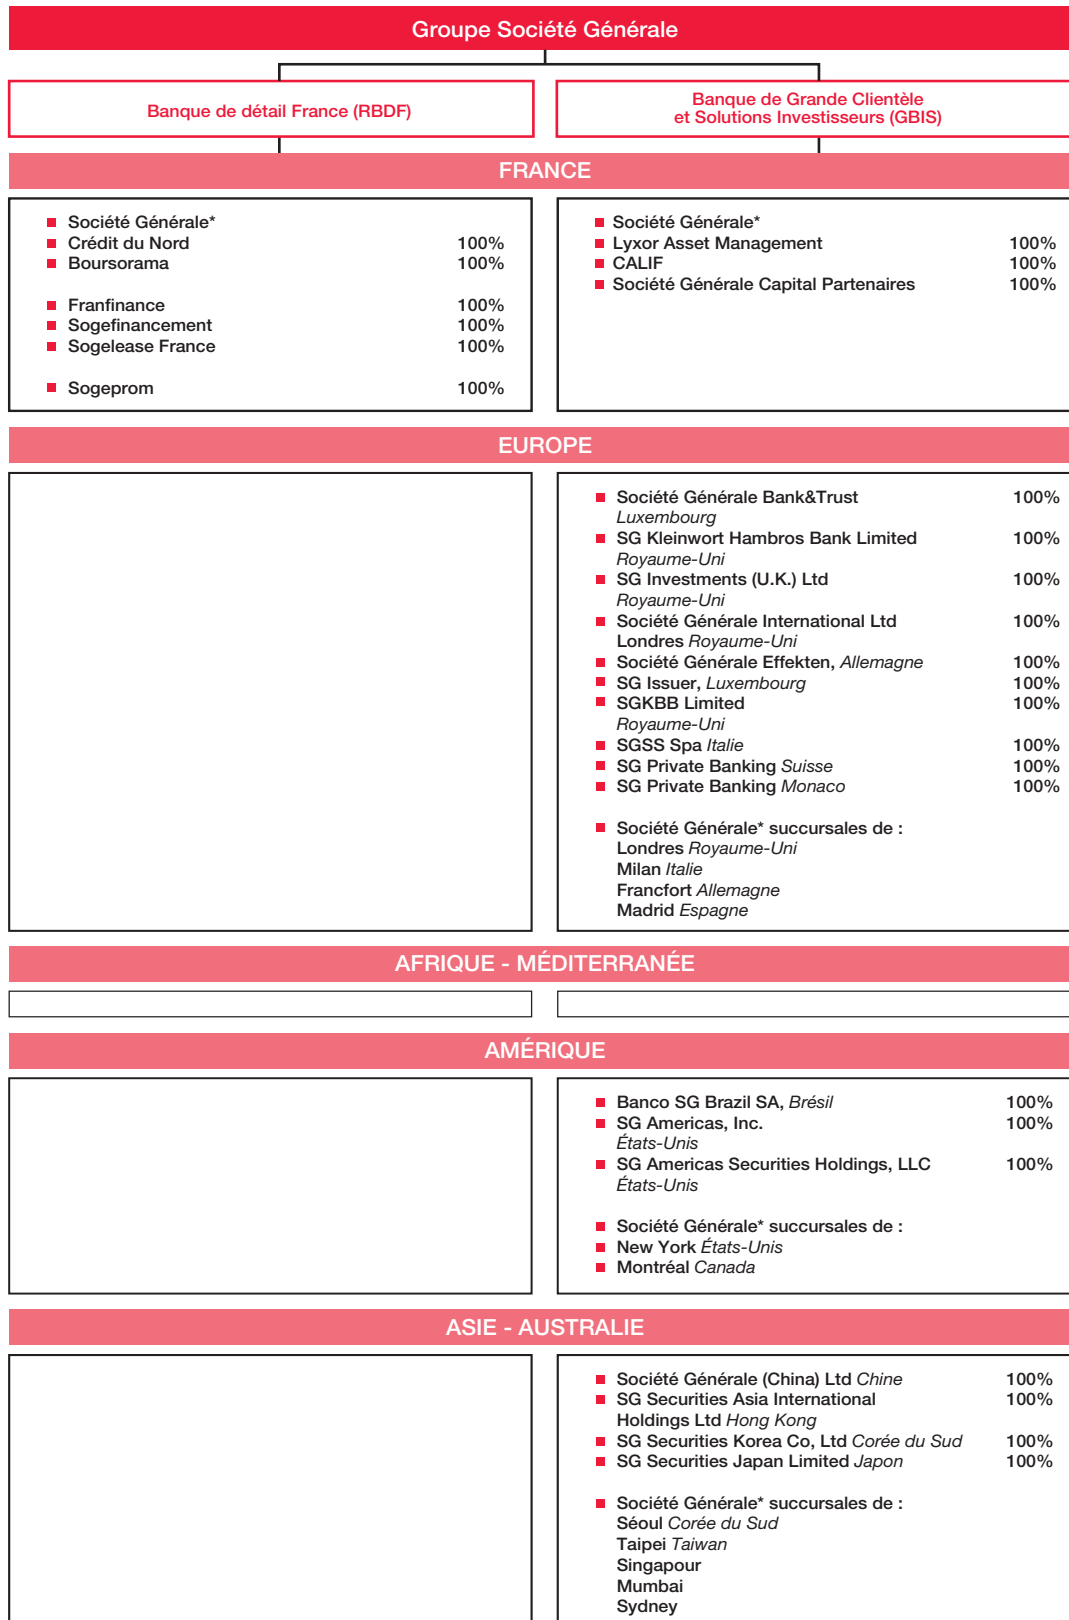 Groupe Société Générale
Banque de détail France (RBDF)
Banque de Grande Clientèle
et Solutions Investisseurs (GBIS)
FRANCE
Société Générale*
Crédit du Nord 100%
Boursorama 100%
Franfinance 100%
Sogefinancement 100%
Sogelease France 100%
Sogeprom 100%
Société Générale*
Lyxor Asset Management 100%
CALIF 100%
Société Générale Capital Partenaires 100%
EUROPE
Société Générale Bank&Trust 100%
Luxembourg
SG Kleinwort Hambros Bank Limited 100%
Royaume-Uni
SG Investments (U.K.) Ltd 100%
Royaume-Uni
Société Générale International Ltd 100%
Londres Royaume-Uni
Société Générale Effekten, Allemagne 100%
SG Issuer, Luxembourg 100%
SGKBB Limited 100%
Royaume-Uni
SGSS Spa Italie 100%
SG Private Banking Suisse 100%
SG Private Banking Monaco 100%
Société Générale* succursales de :
Londres Royaume-Uni
Milan Italie
Francfort Allemagne
Madrid Espagne
AFRIQUE - MÉDITERRANÉE
AMÉRIQUE
Banco SG Brazil SA, Brésil 100%
SG Americas, Inc. 100%
États-Unis
SG Americas Securities Holdings, LLC 100%
États-Unis
Société Générale* succursales de :
New York États-Unis
Montréal Canada
ASIE - AUSTRALIE
Société Générale (China) Ltd Chine 100%
SG Securities Asia International 100%
Holdings Ltd Hong Kong
SG Securities Korea Co, Ltd Corée du Sud 100%
SG Securities Japan Limited Japon 100%
Société Générale* succursales de :
Séoul Corée du Sud
Taipei Taiwan
Singapour
Mumbai
Sydney